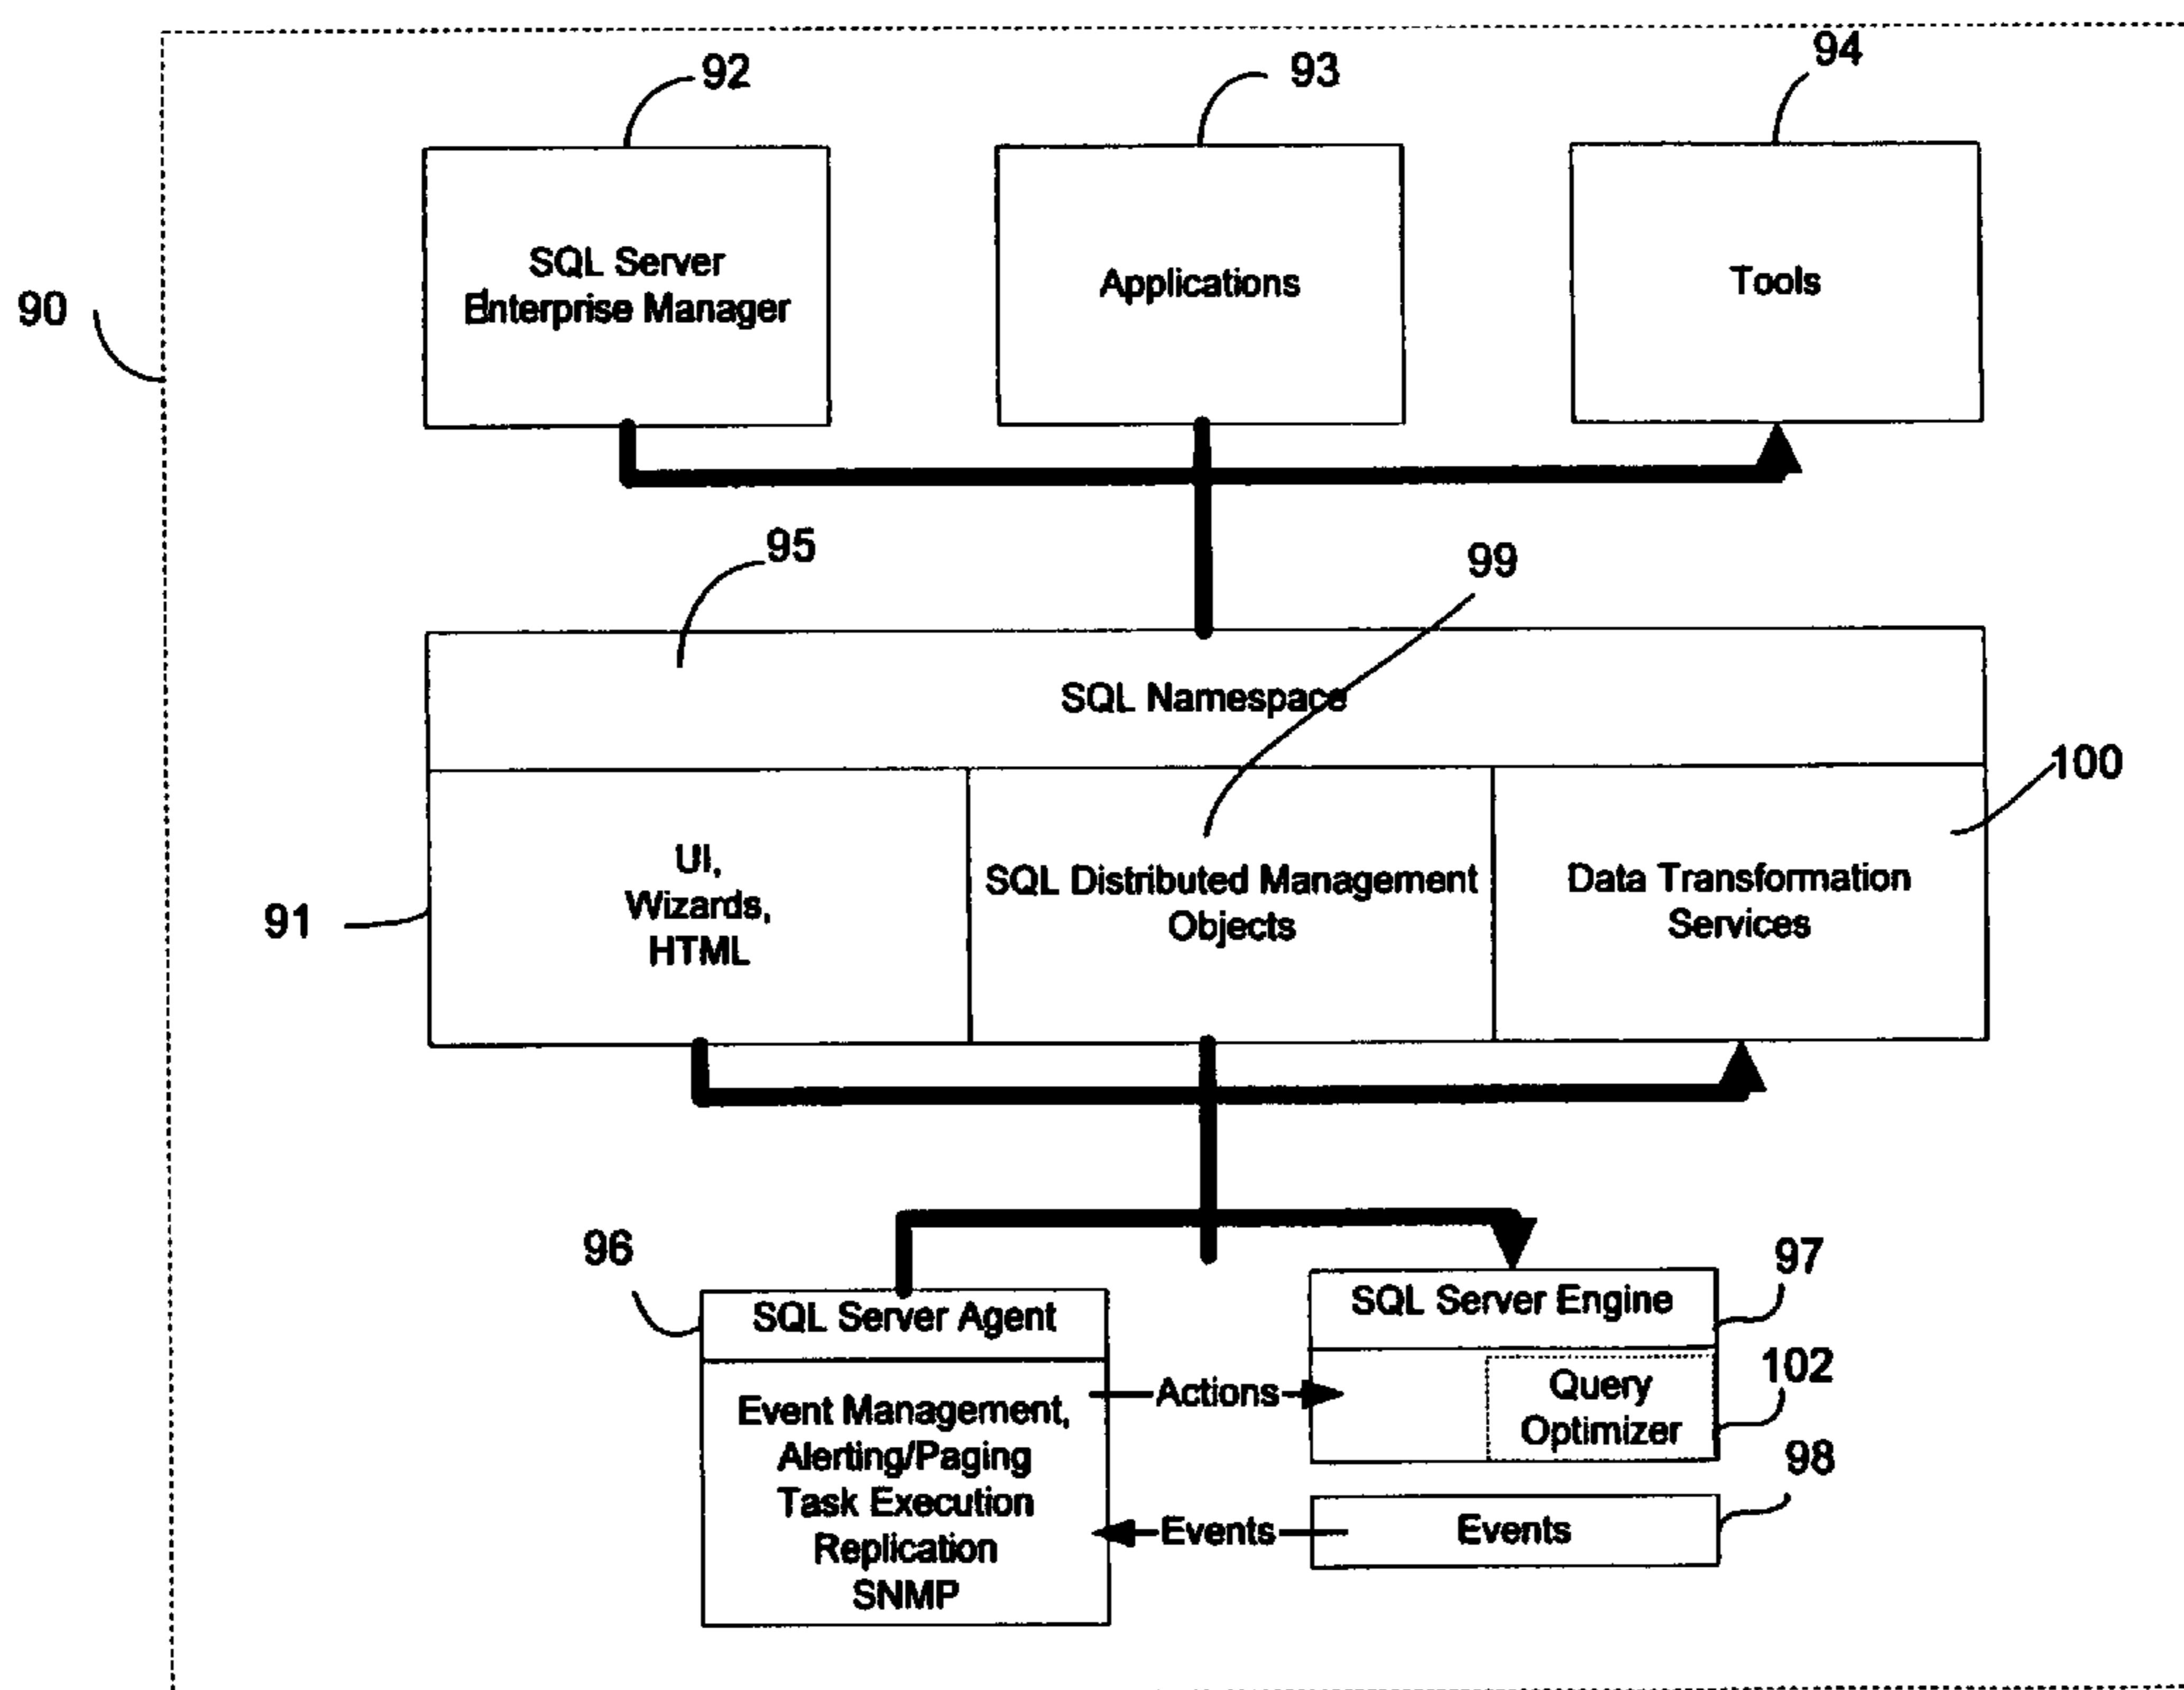 92
93
94
90
SQL Server
Enterprise Manager
Applications
Tools
95
99
SQL Namespace
100
91
UI,
Wizards,
HTML
SQL Distributed Management
Objects
Data Transformation
Services
96
97
SQL Server Agent
SQL Server Engine
102
Event Management,
Alerting/Paging
Task Execution
Replication
SNMP
Actions
Query
Optimizer
98
Events
Events